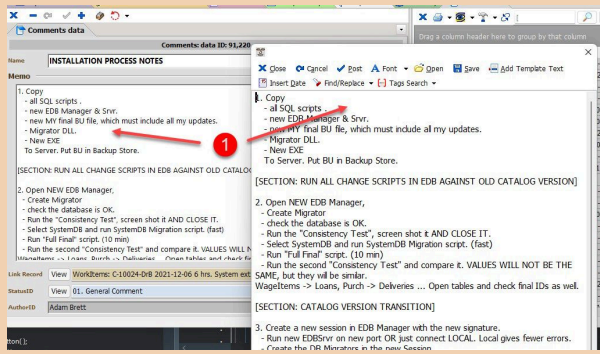 Comments data
Comments: data ID: 91,220
Name
INSTALLATION PROCESS NOTES
Memo
1. Copy
- all SQL scripts .
- new EDB Manager & Srvr.
- new MY final BU file, which must include all my updates.
- Migrator DLL.
- New EXE
To Server. Put BU in Backup Store.
[SECTION: RUN ALL CHANGE SCRIPTS IN EDB AGAINST OLD CATALOG
2. Open NEW EDB Manager,
- Create Migrator
- check the database is OK.
- Run the "Consistency Test", screen shot it AND CLOSE IT.
- Select SystemDB and run SystemDB Migration script. (fast)
- Run "Full Final" script. (10 min)
- Run the second "Consistency Test" and compare it. VALUES WILL N
WageItems -> Loans, Purch -> Deliveries ... Open tables and check fin
Link Record
View
WorkItems: C-10024-DrB 2021-12-06 6 hrs. System ext
StatusID
View
01. General Comment
AuthorID
Adam Brett
tton();
1
Drag a column header here to group by that column
Close
Cancel
Post
Font
Open
Save
Add Template Text
Insert Date
Find/Replace
Tags Search
1. Copy
- all SQL scripts .
- new EDB Manager & Srvr.
- new MY final BU file, which must include all my updates.
- Migrator DLL.
- New EXE
To Server. Put BU in Backup Store.
[SECTION: RUN ALL CHANGE SCRIPTS IN EDB AGAINST OLD CATALOG VERSION]
2. Open NEW EDB Manager,
- Create Migrator
- check the database is OK.
- Run the "Consistency Test", screen shot it AND CLOSE IT.
- Select SystemDB and run SystemDB Migration script. (fast)
- Run "Full Final" script. (10 min)
- Run the second "Consistency Test" and compare it. VALUES WILL NOT BE THE
SAME, but they will be similar.
WageItems -> Loans, Purch -> Deliveries ... Open tables and check final IDs as well.
[SECTION: CATALOG VERSION TRANSITION]
3. Create a new session in EDB Manager with the new signature.
- Run new EDBSrvr on new port OR just connect LOCAL. Local gives fewer errors.
- Create the DB Migrators in the new Session